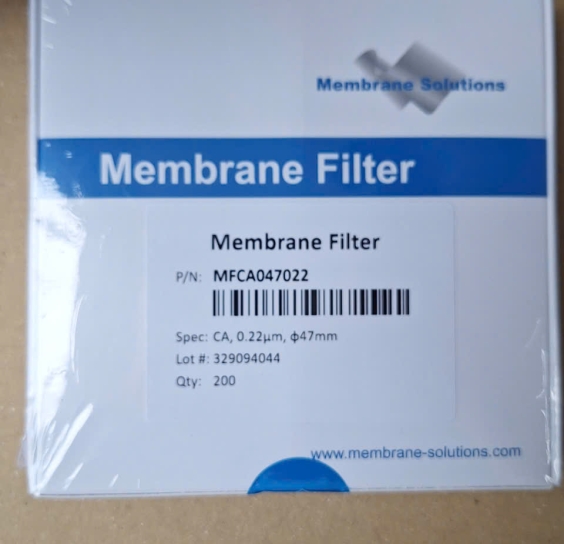 Membrane Solutions
Membrane Filter
Membrane Filter
P/N: MFCA047022
Spec: CA, 0.22µm, ϕ47mm
Lot #: 329094044
Qty: 200
www.membrane-solutions.com